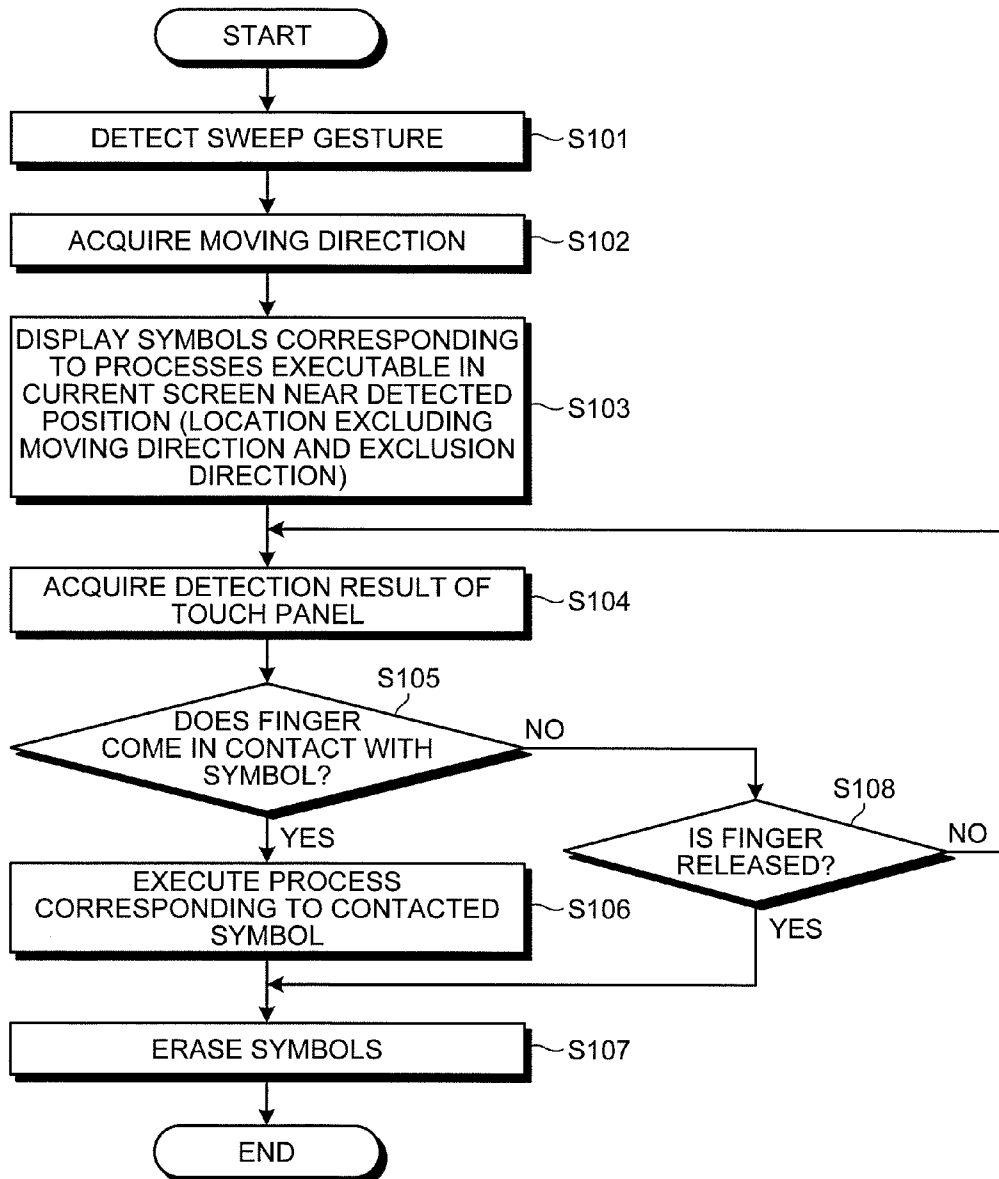 START
DETECT SWEEP GESTURE
S101
ACQUIRE MOVING DIRECTION
S102
DISPLAY SYMBOLS CORRESPONDING
TO PROCESSES EXECUTABLE IN
CURRENT SCREEN NEAR DETECTED
POSITION (LOCATION EXCLUDING
MOVING DIRECTION AND EXCLUSION
DIRECTION)
S103
ACQUIRE DETECTION RESULT OF
TOUCH PANEL
S104
S105
DOES FINGER
COME IN CONTACT WITH
SYMBOL?
NO
YES
S108
IS FINGER
RELEASED?
NO
YES
EXECUTE PROCESS
CORRESPONDING TO CONTACTED
SYMBOL
S106
ERASE SYMBOLS
S107
END